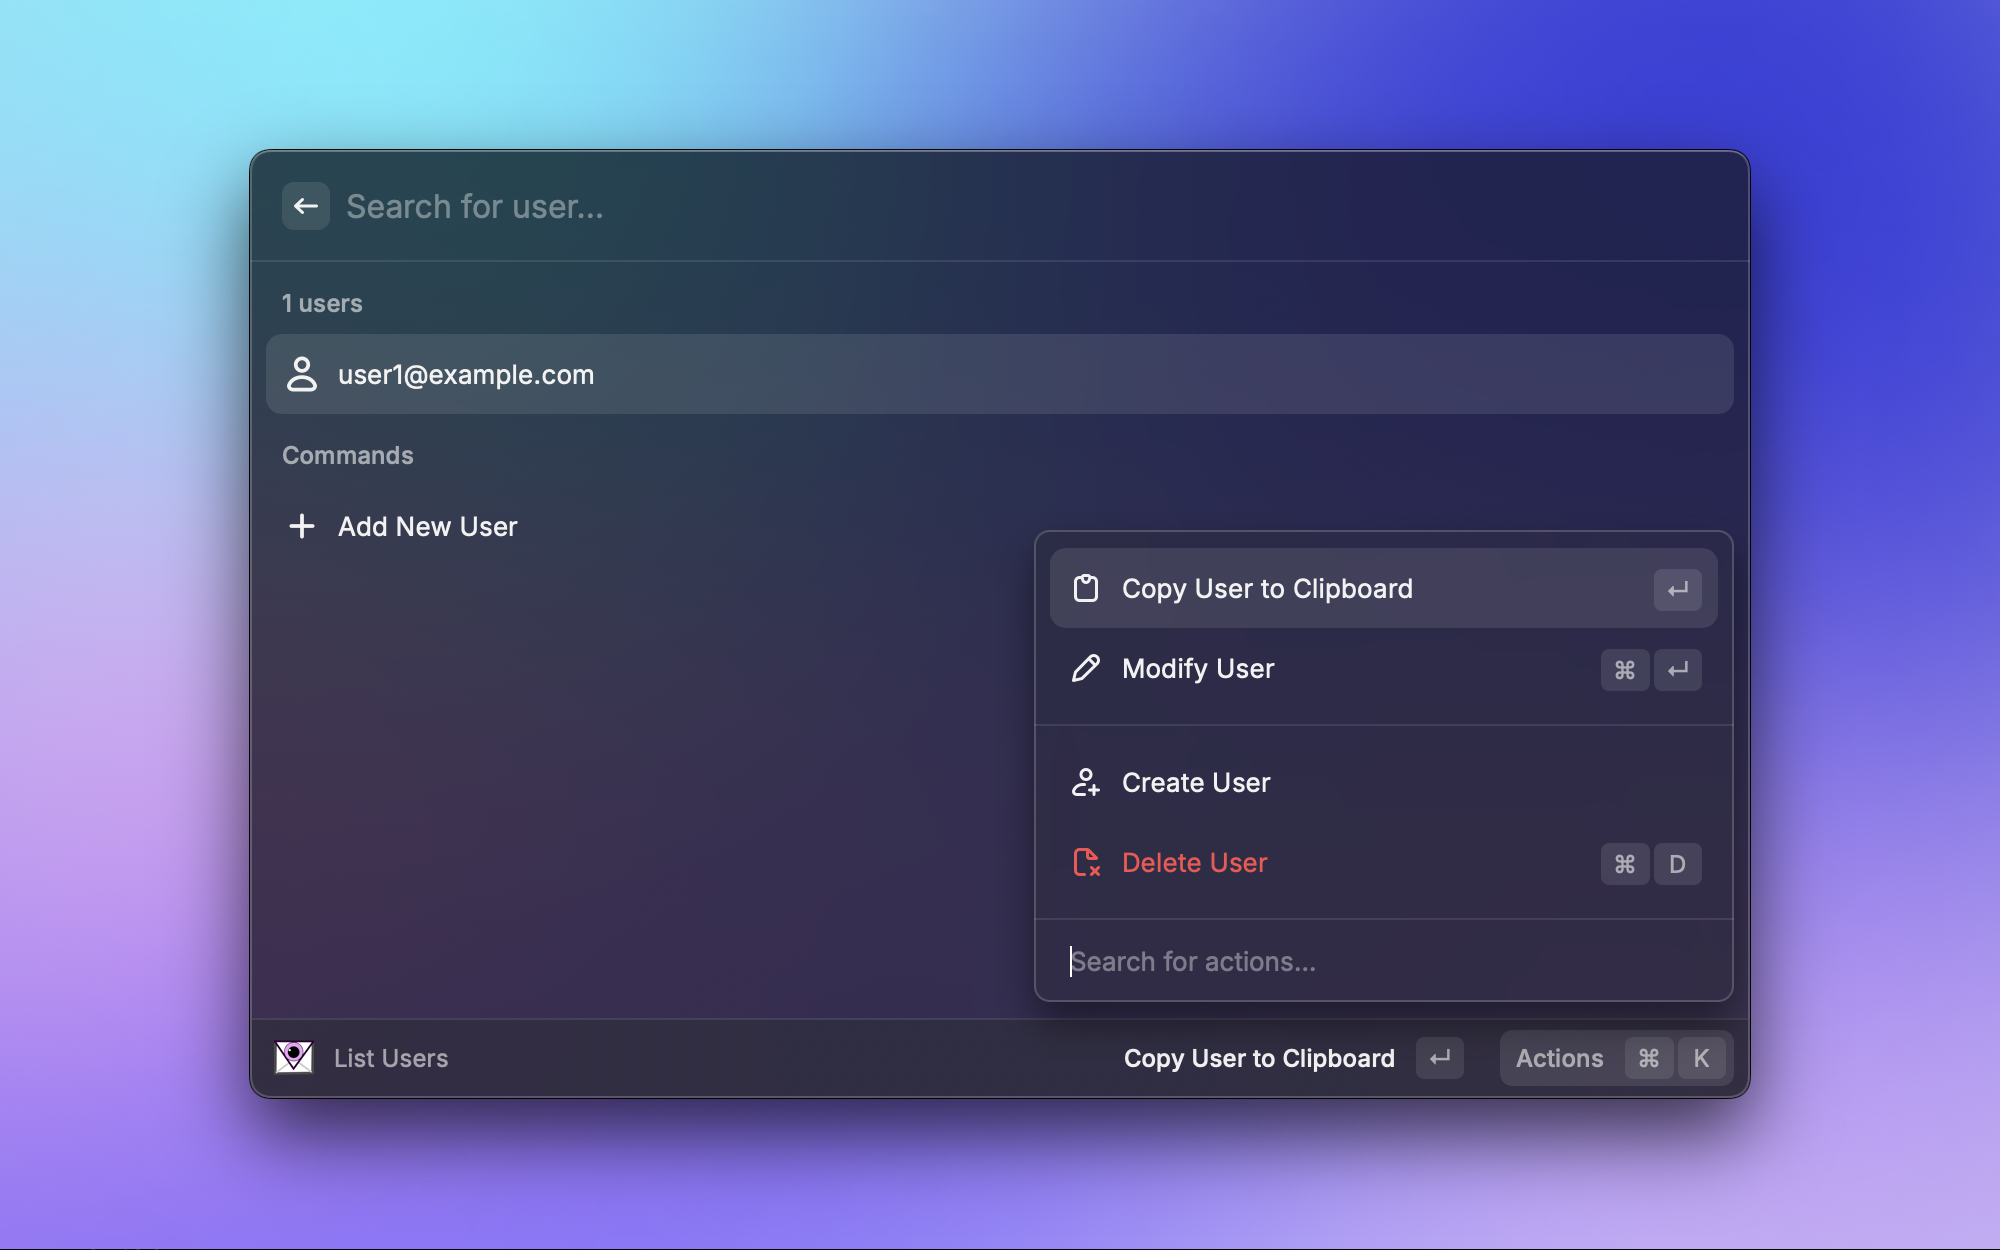 Search for user...
1 users
user1@example.com
Commands
Add New User
Copy User to Clipboard ↵
Modify User ⌘ ↵
Create User
Delete User ⌘ D
Search for actions...
List Users Copy User to Clipboard ↵ Actions ⌘ K